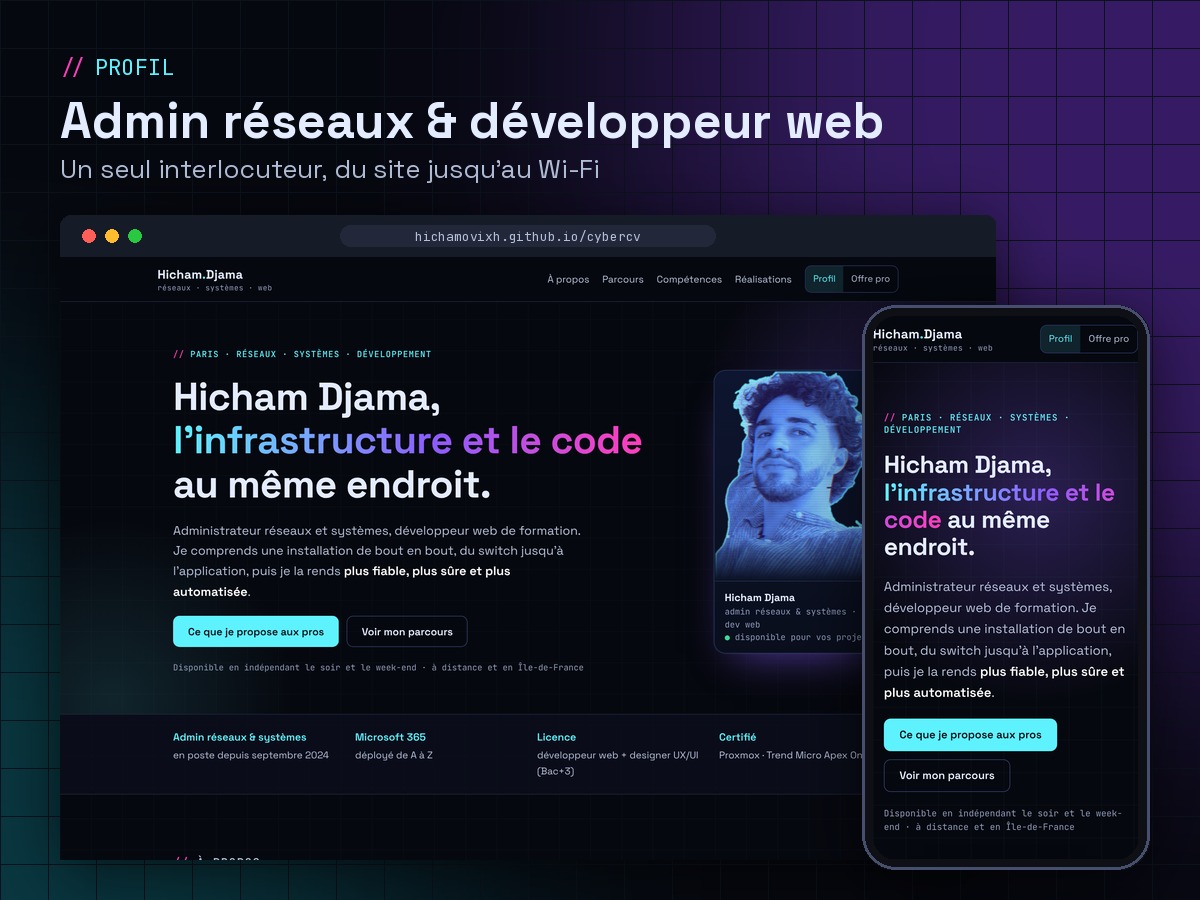 // PROFIL
Admin réseaux & développeur web
Un seul interlocuteur, du site jusqu'au Wi-Fi
hichamovixh.github.io/cybercv
Hicham.Djama
réseaux · systèmes · web
À propos Parcours Compétences Réalisations Profil Offre pro
// PARIS · RÉSEAUX · SYSTÈMES · DÉVELOPPEMENT
Hicham Djama,
l'infrastructure et le code
au même endroit.
Administrateur réseaux et systèmes, développeur web de formation.
Je comprends une installation de bout en bout, du switch jusqu'à
l'application, puis je la rends plus fiable, plus sûre et plus
automatisée.
Ce que je propose aux pros Voir mon parcours
Disponible en indépendant le soir et le week-end · à distance et en Île-de-France
Hicham Djama
admin réseaux & systèmes ·
dev web
disponible pour vos proje
Admin réseaux & systèmes
en poste depuis septembre 2024
Microsoft 365
déployé de A à Z
Licence
développeur web + designer UX/UI
(Bac+3)
Certifié
Proxmox · Trend Micro Apex On
// À PROPOS
Hicham.Djama
réseaux · systèmes · web
Profil Offre pro
// PARIS · RÉSEAUX · SYSTÈMES ·
DÉVELOPPEMENT
Hicham Djama,
l'infrastructure et le
code au même
endroit.
Administrateur réseaux et systèmes,
développeur web de formation. Je
comprends une installation de bout en
bout, du switch jusqu'à l'application,
puis je la rends plus fiable, plus sûre et
plus automatisée.
Ce que je propose aux pros
Voir mon parcours
Disponible en indépendant le soir et le week-
end · à distance et en Île-de-France